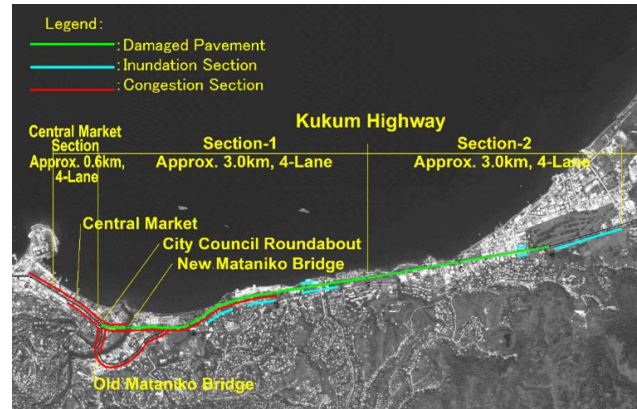 Legend:
:Damaged Pavement
:Inundation Section
:Congestion Section
Kukum Highway
Central Market
Section
Approx. 0.6km,
4-Lane
Section-1
Approx. 3.0km, 4-Lane
Section-2
Approx. 3.0km, 4-Lane
Central Market
City Council Roundabout
New Mataniko Bridge
Old Mataniko Bridge